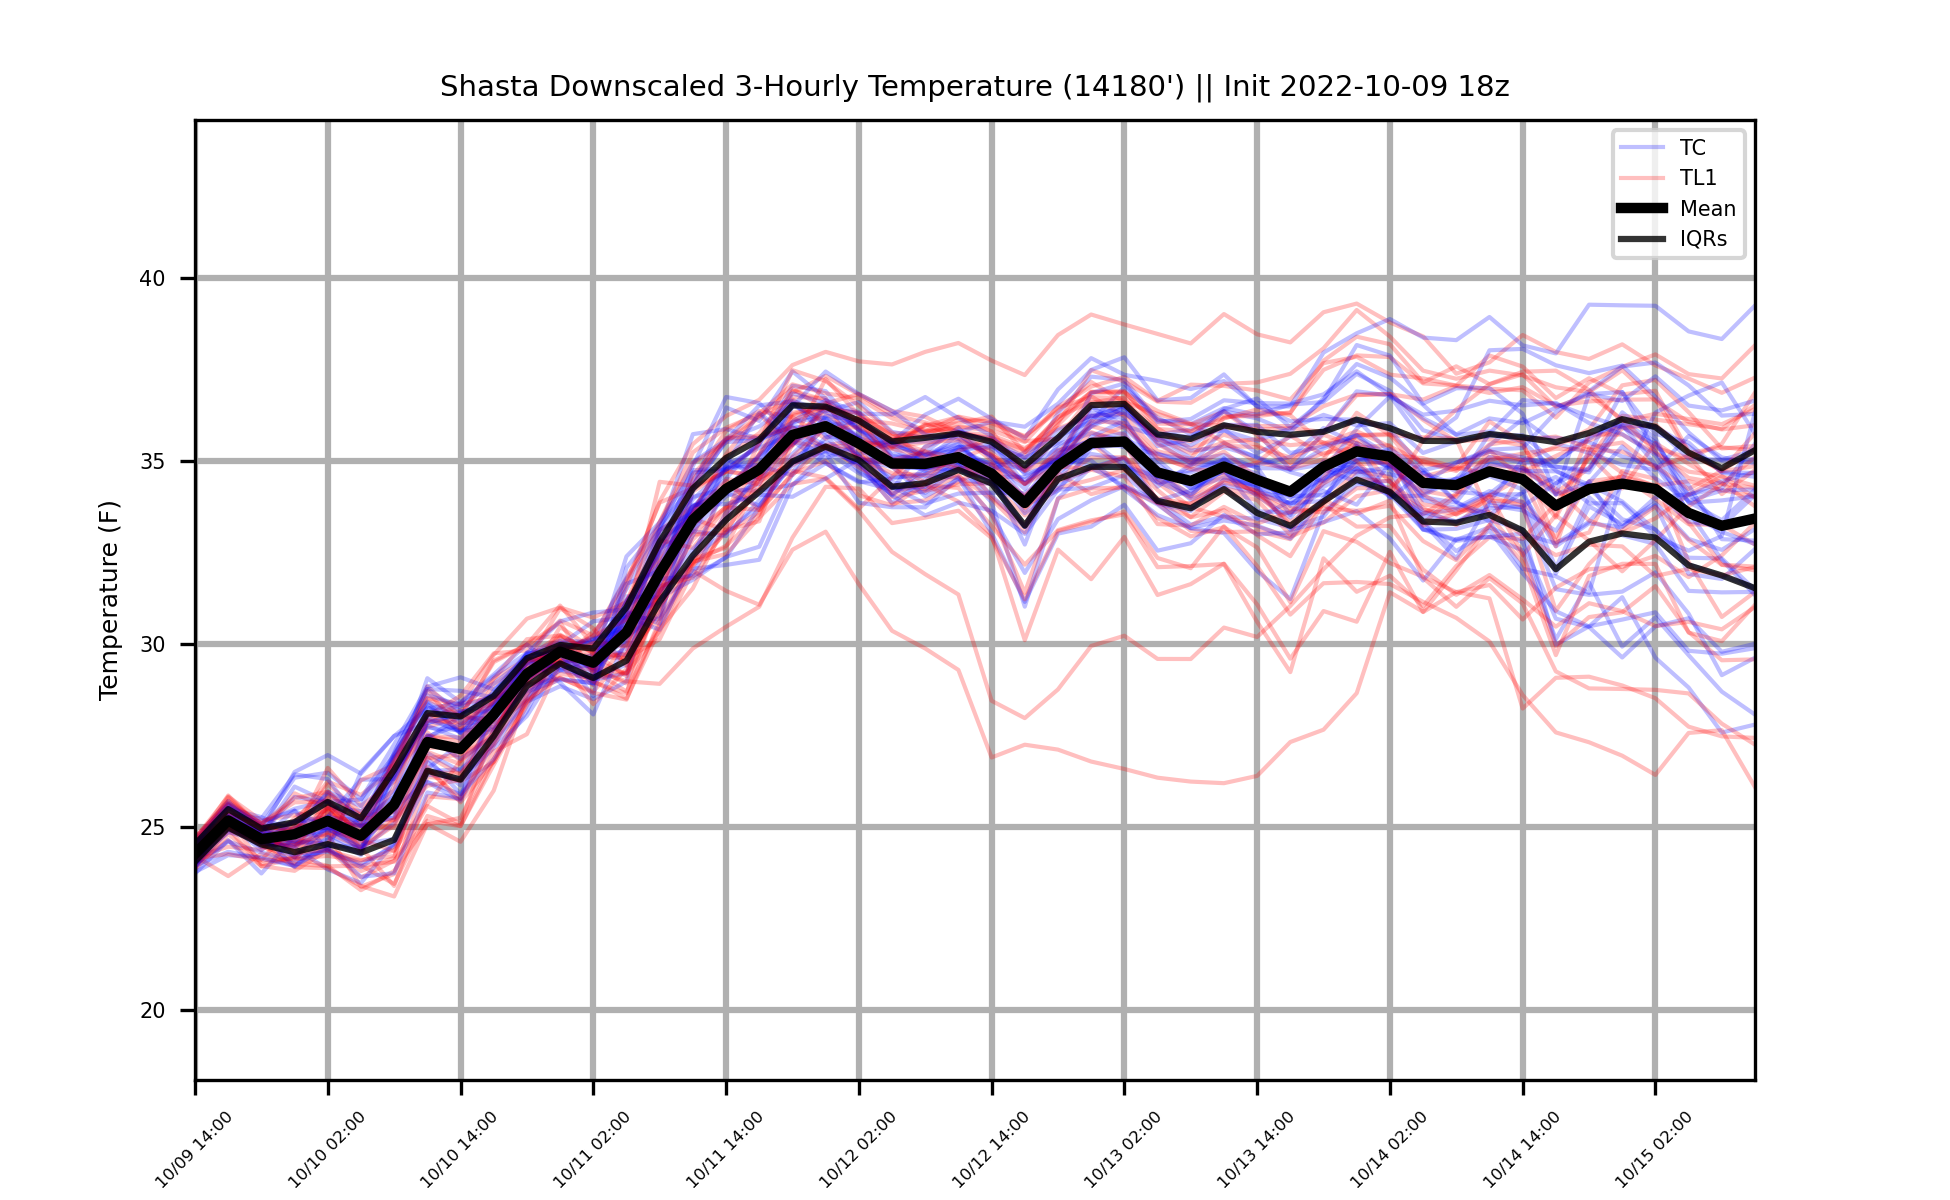 Shasta Downscaled 3-Hourly Temperature (14180') || Init 2022-10-09 18z
TC
TL1
Mean
IQRs
Temperature (F)
40
35
30
25
20
10/09 14:00
10/10 02:00
10/10 14:00
10/11 02:00
10/11 14:00
10/12 02:00
10/12 14:00
10/13 02:00
10/13 14:00
10/14 02:00
10/14 14:00
10/15 02:00